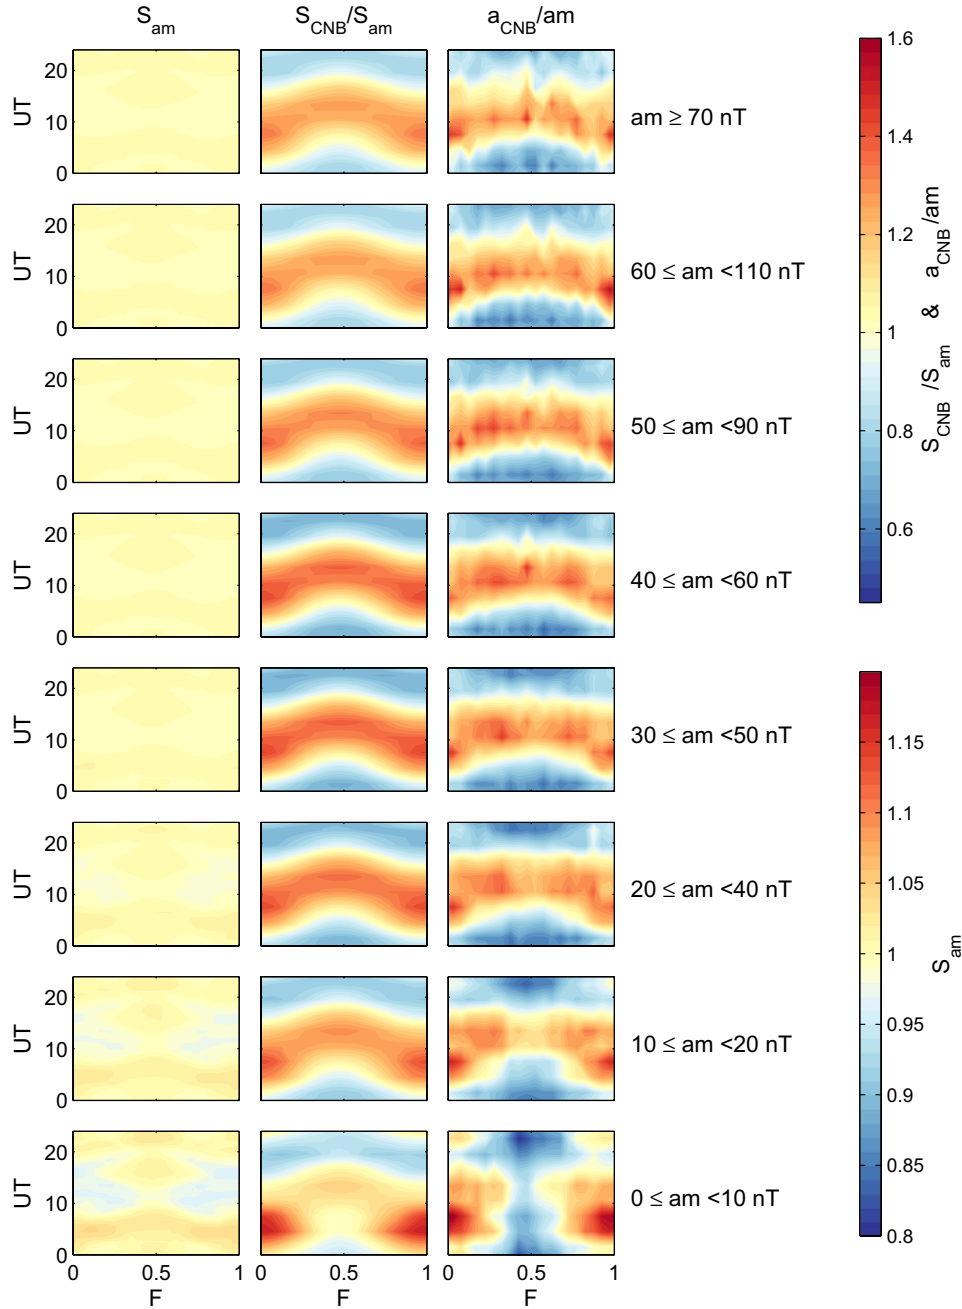 S_am S_CNB/S_am a_CNB/am
UT 20 10 0 am ≥ 70 nT
UT 20 10 0 60 ≤ am <110 nT
UT 20 10 0 50 ≤ am <90 nT
UT 20 10 0 40 ≤ am <60 nT
UT 20 10 0 30 ≤ am <50 nT
UT 20 10 0 20 ≤ am <40 nT
UT 20 10 0 10 ≤ am <20 nT
UT 20 10 0 0 ≤ am <10 nT
0 0.5 1 0 0.5 1 0 0.5 1
F F F
1.6
1.4
1.2
1
0.8
0.6
S_CNB /S_am & a_CNB /am
1.15
1.1
1.05
1
0.95
0.9
0.85
0.8
S_am